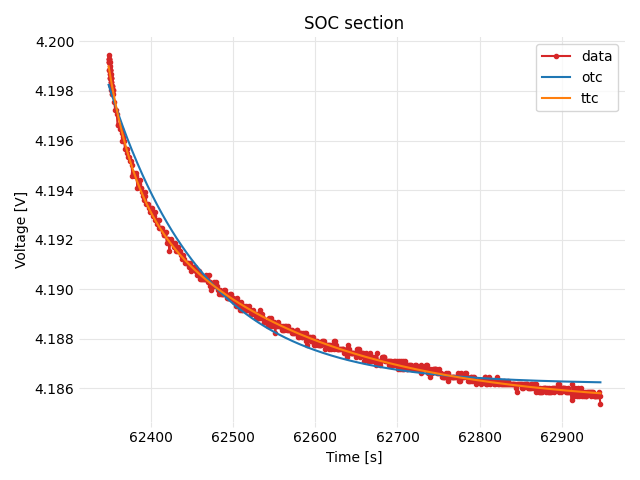 SOC section
4.200
4.198
4.196
4.194
4.192
4.190
4.188
4.186
Voltage [V]
data
otc
ttc
62400 62500 62600 62700 62800 62900
Time [s]